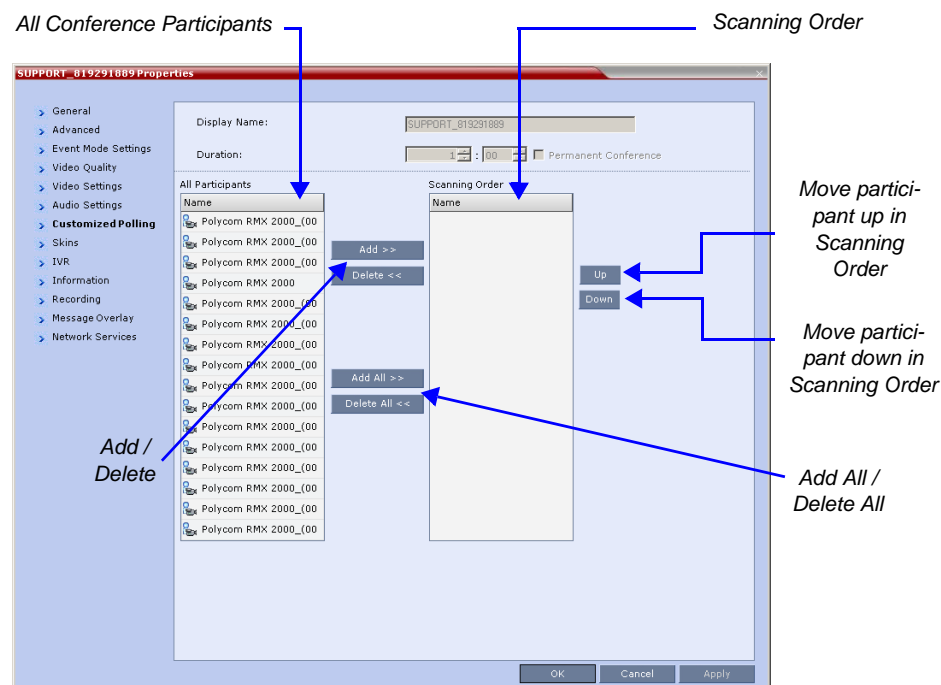 All Conference Participants
Scanning Order
SUPPORT_819291889 Properties
General
Advanced
Event Mode Settings
Video Quality
Video Settings
Audio Settings
Customized Polling
Skins
IVR
Information
Recording
Message Overlay
Network Services
Display Name:
SUPPORT_819291889
Duration:
1 : 00
Permanent Conference
All Participants
Name
Polycom RMX 2000_(00
Polycom RMX 2000_(00
Polycom RMX 2000_(00
Polycom RMX 2000
Polycom RMX 2000_(00
Polycom RMX 2000_(00
Polycom RMX 2000_(00
Polycom RMX 2000_(00
Polycom RMX 2000_(00
Polycom RMX 2000_(00
Polycom RMX 2000_(00
Polycom RMX 2000_(00
Polycom RMX 2000_(00
Polycom RMX 2000_(00
Polycom RMX 2000_(00
Polycom RMX 2000_(00
Add >>
Delete <<
Add All >>
Delete All <<
Scanning Order
Name
Up
Down
Move partici-
pant up in
Scanning
Order
Move partici-
pant down in
Scanning Order
Add /
Delete
Add All /
Delete All
OK
Cancel
Apply